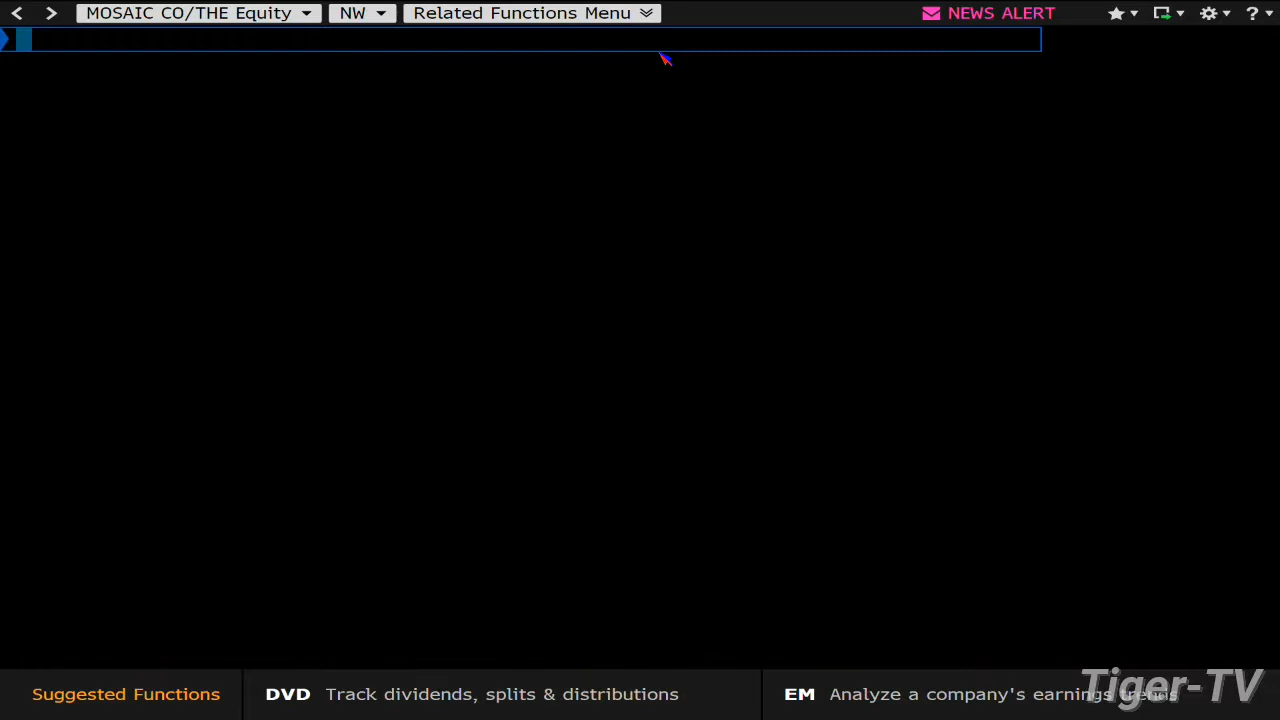 MOSAIC CO/THE Equity NW Related Functions Menu NEWS ALERT ?
Suggested Functions DVD Track dividends, splits & distributions EM Analyze a company's earnings trends
Tiger-TV